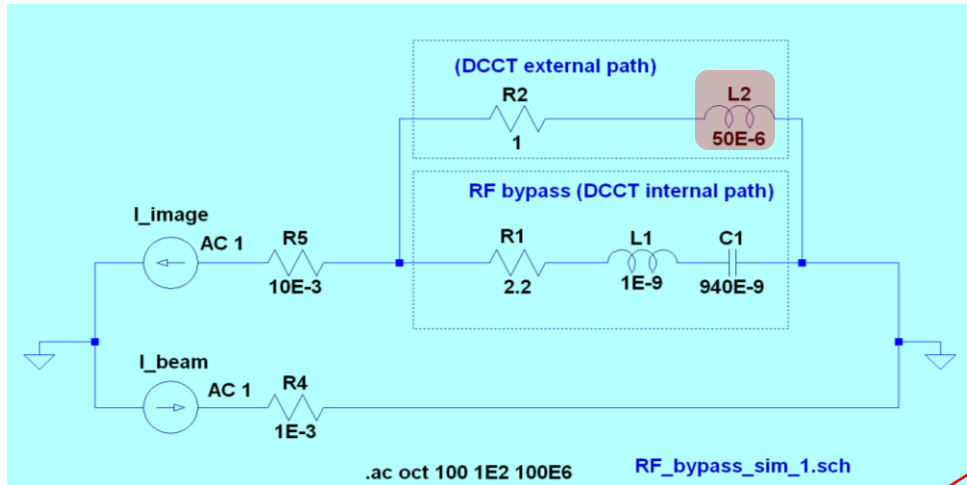 (DCCT external path)
R2
L2
1
50E-6
RF bypass (DCCT internal path)
I_image
AC 1
R5
R1
L1
C1
10E-3
2.2
1E-9
940E-9
I_beam
AC 1
R4
1E-3
.ac oct 100 1E2 100E6
RF_bypass_sim_1.sch